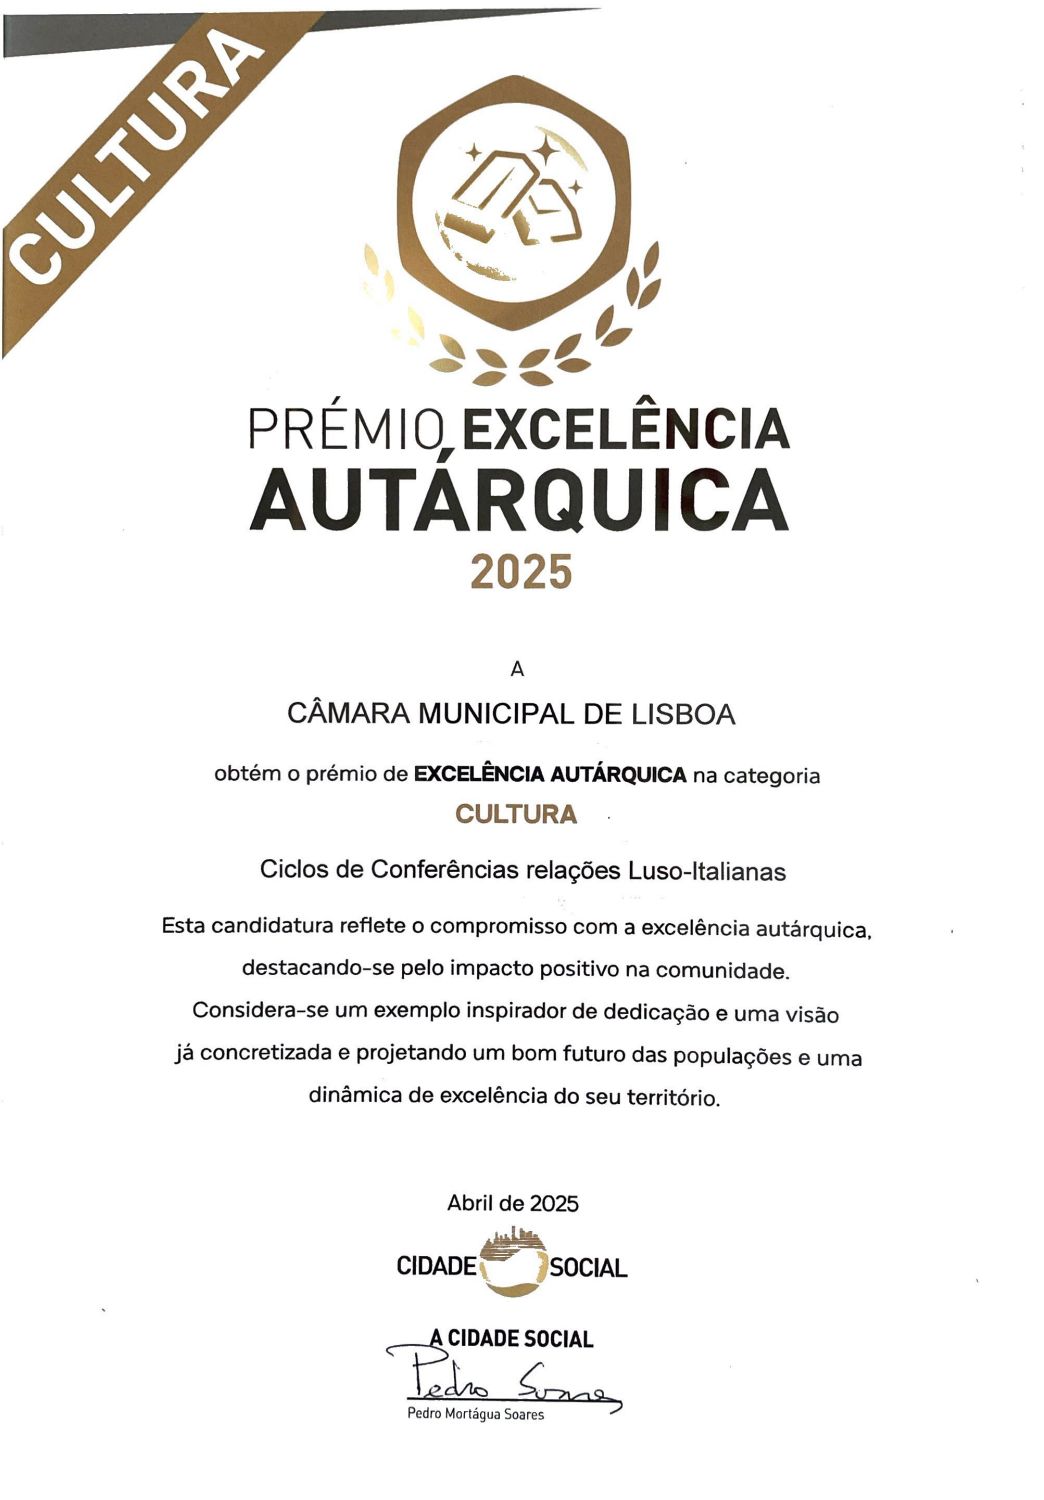 CULTURA
PRÉMIO EXCELÊNCIA
AUTÁRQUICA
2025
A
CÂMARA MUNICIPAL DE LISBOA
obtém o prémio de EXCELÊNCIA AUTÁRQUICA na categoria
CULTURA
Ciclos de Conferências relações Luso-Italianas
Esta candidatura reflete o compromisso com a excelência autárquica,
destacando-se pelo impacto positivo na comunidade.
Considera-se um exemplo inspirador de dedicação e uma visão
já concretizada e projetando um bom futuro das populações e uma
dinâmica de excelência do seu território.
Abril de 2025
CIDADE SOCIAL
A CIDADE SOCIAL
Pedro Soares
Pedro Mortágua Soares